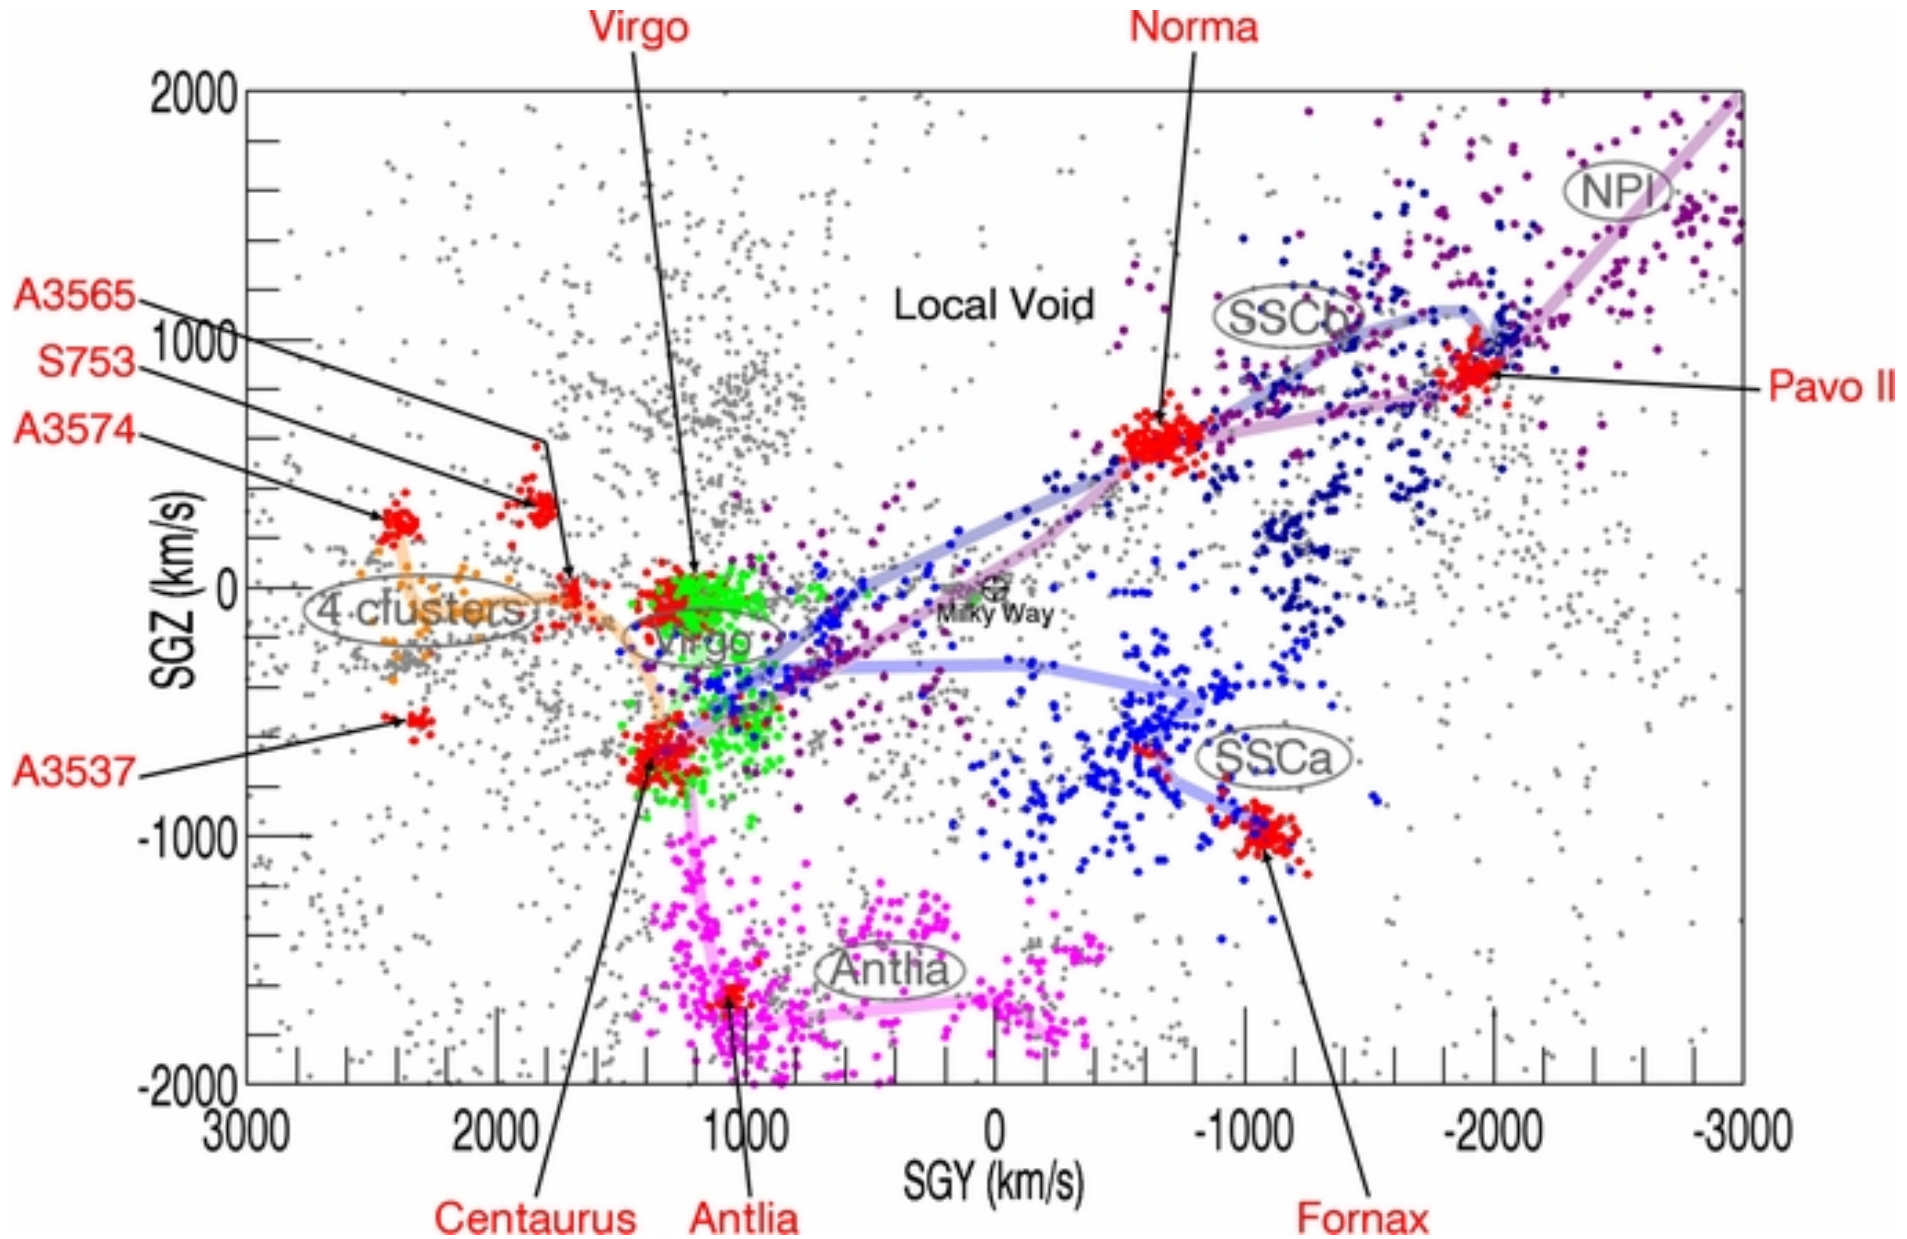 Virgo
Norma
2000
NPI
A3565
Local Void
SSCb
1000
S753
Pavo II
A3574
SGZ (km/s)
0
4 clusters
Milky Way
Virgo
A3537
SSCa
-1000
Antlia
-2000
3000
2000
1000
0
-1000
-2000
-3000
SGY (km/s)
Centaurus
Antlia
Fornax